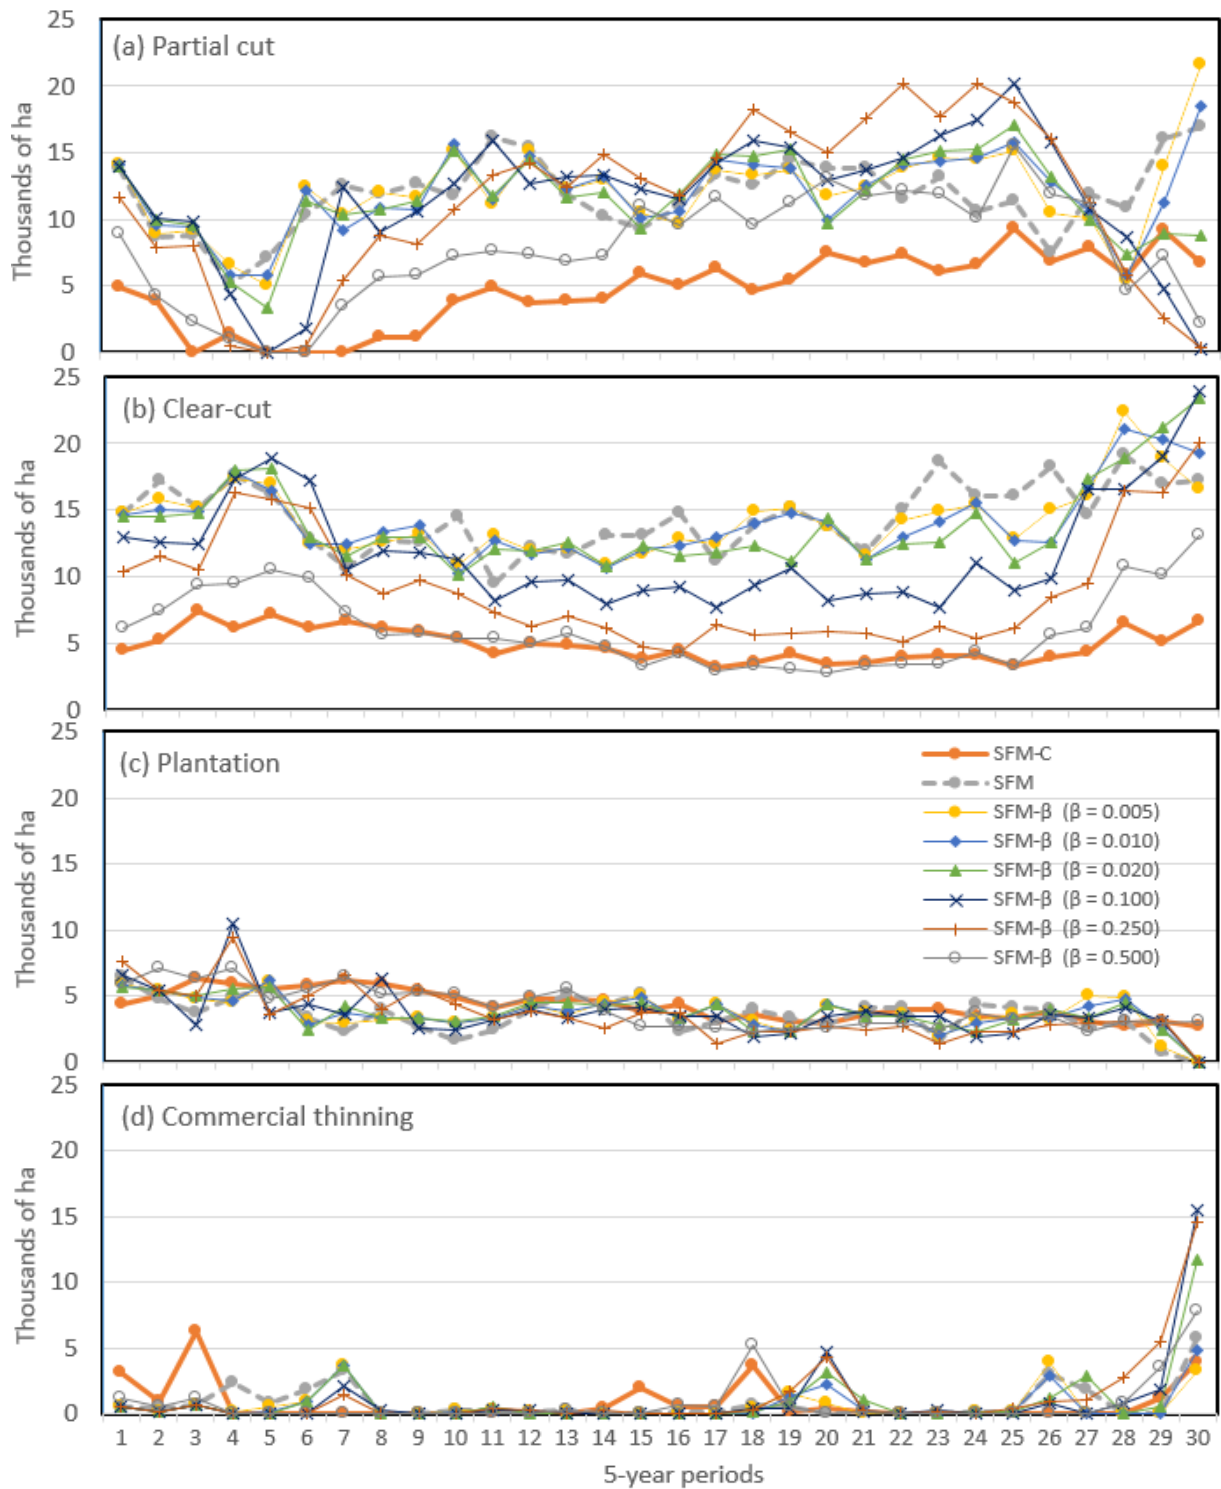 25
(a) Partial cut
20
15
10
5
0
Thousands of ha
25
(b) Clear-cut
20
15
10
5
0
Thousands of ha
25
(c) Plantation
20
15
10
5
0
Thousands of ha
SFM-C
SFM
SFM-β (β = 0.005)
SFM-β (β = 0.010)
SFM-β (β = 0.020)
SFM-β (β = 0.100)
SFM-β (β = 0.250)
SFM-β (β = 0.500)
25
(d) Commercial thinning
20
15
10
5
0
Thousands of ha
1 2 3 4 5 6 7 8 9 10 11 12 13 14 15 16 17 18 19 20 21 22 23 24 25 26 27 28 29 30
5-year periods